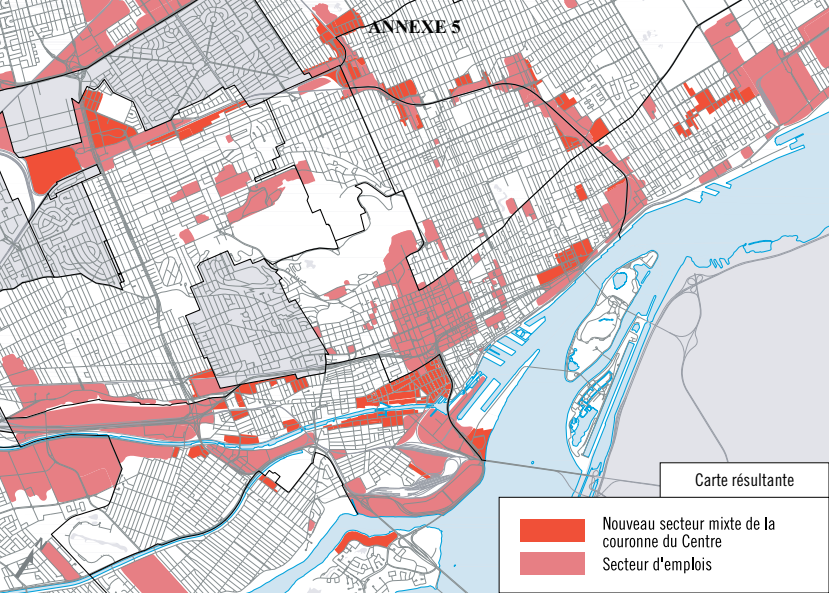 ANNEXE 5
Carte résultante
Nouveau secteur mixte de la
couronne du Centre
Secteur d'emplois